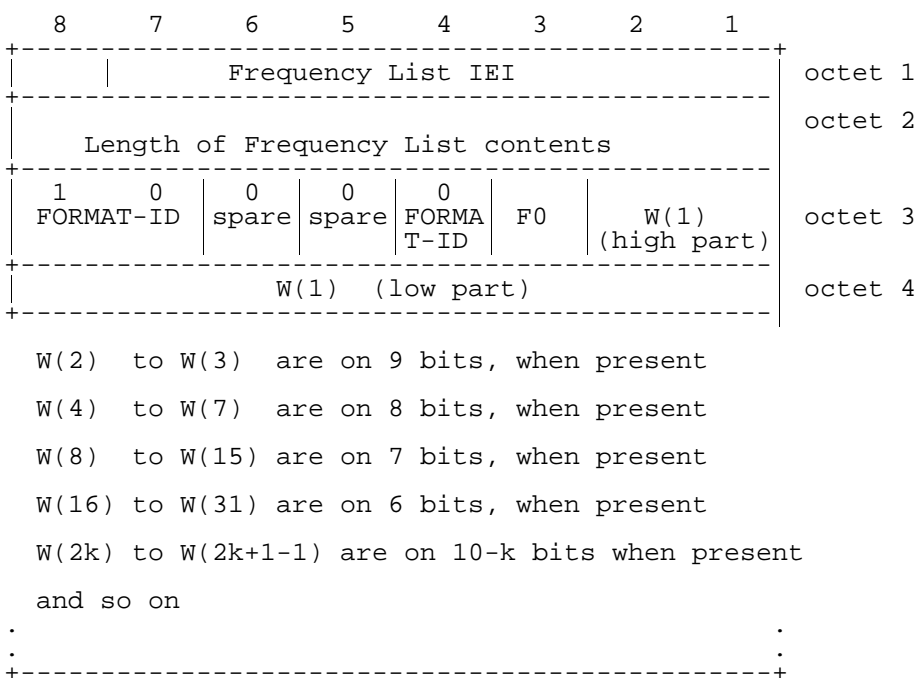 8 7 6 5 4 3 2 1
Frequency List IEI octet 1
octet 2
Length of Frequency List contents
1 0 0 0 0
FORMAT-ID spare spare FORMA F0 W(1) octet 3
T-ID (high part)
W(1) (low part) octet 4
W(2) to W(3) are on 9 bits, when present
W(4) to W(7) are on 8 bits, when present
W(8) to W(15) are on 7 bits, when present
W(16) to W(31) are on 6 bits, when present
W(2k) to W(2k+1-1) are on 10-k bits when present
and so on
. .
. .